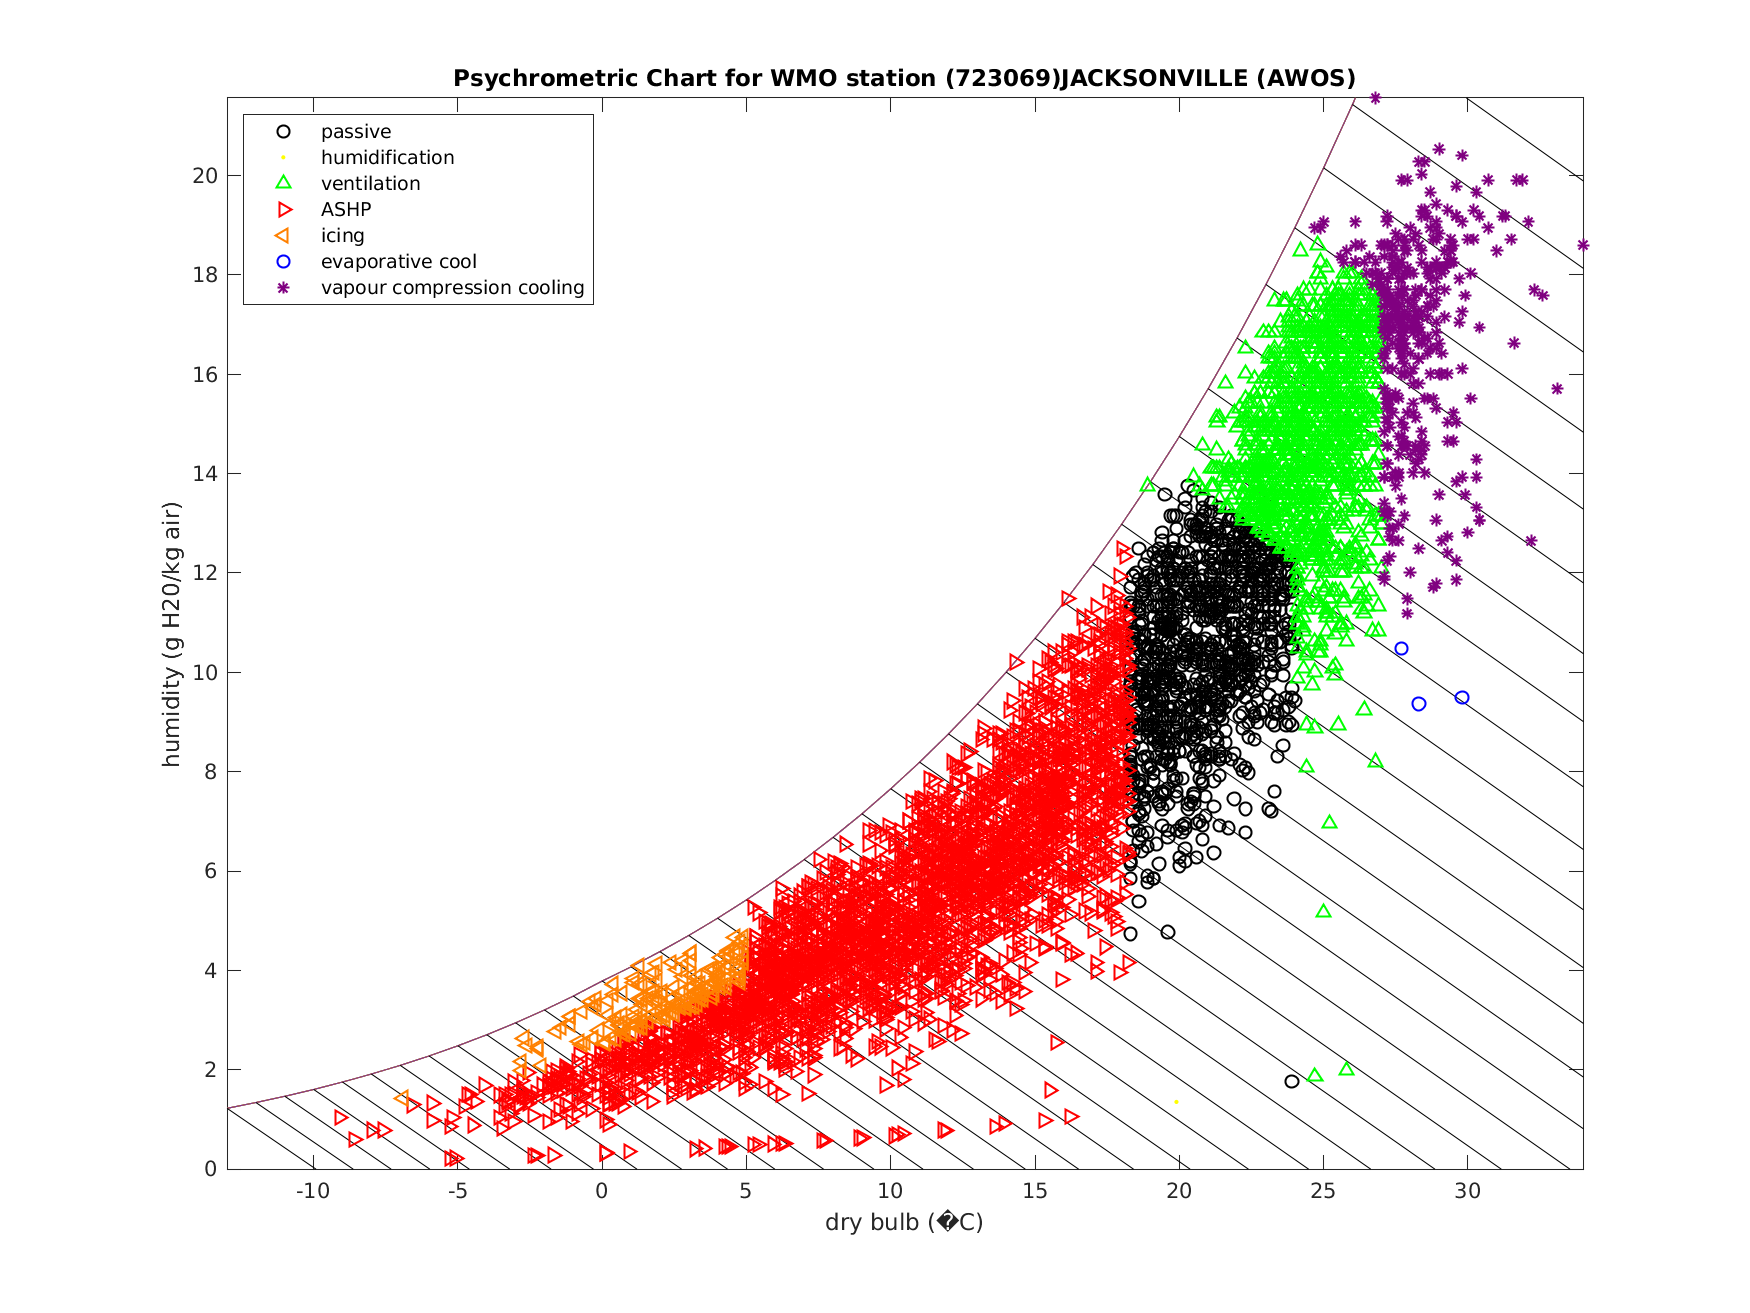 Psychrometric Chart for WMO station (723069)JACKSONVILLE (AWOS)
passive
humidification
ventilation
ASHP
icing
evaporative cool
vapour compression cooling
humidity (g H20/kg air)
20
18
16
14
12
10
8
6
4
2
0
-10 -5 0 5 10 15 20 25 30
dry bulb (�C)